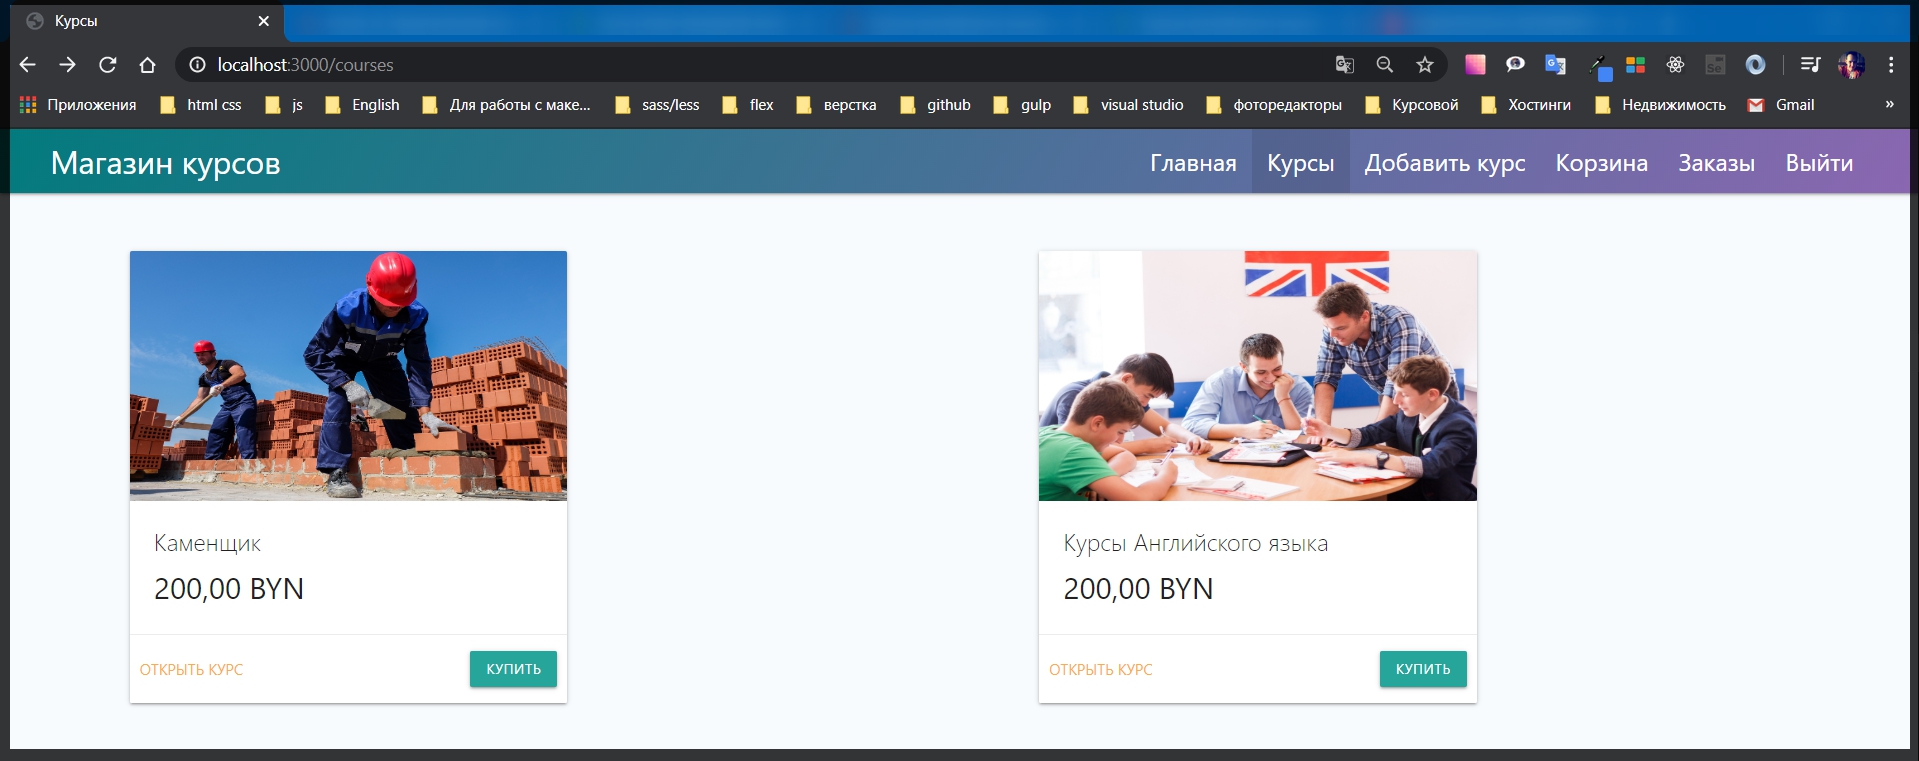 Курсы
localhost:3000/courses
Приложения html css js English Для работы с маке... sass/less flex верстка github gulp visual studio фоторедакторы Курсовой Хостинги Недвижимость Gmail »
Магазин курсов Главная Курсы Добавить курс Корзина Заказы Выйти
Каменщик
200,00 BYN
ОТКРЫТЬ КУРС КУПИТЬ
Курсы Английского языка
200,00 BYN
ОТКРЫТЬ КУРС КУПИТЬ